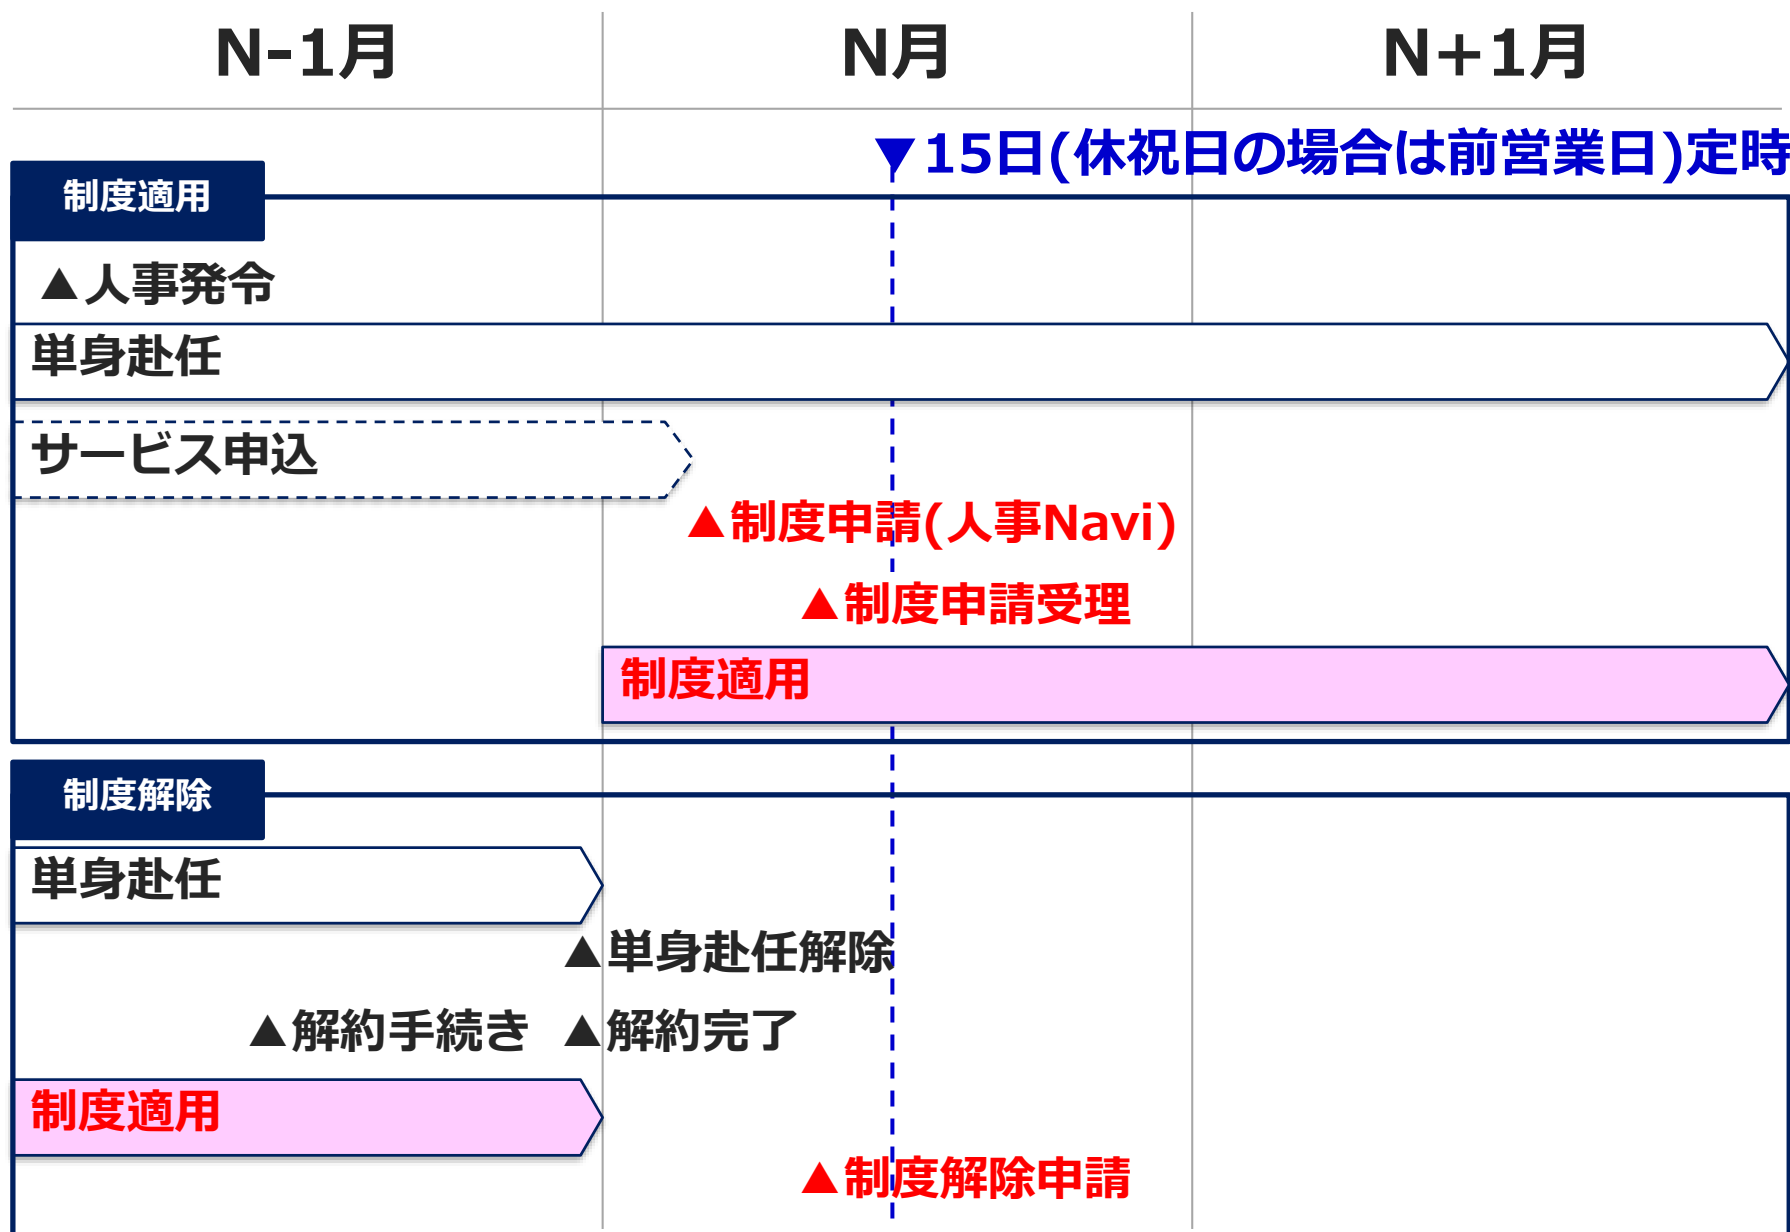 N-1月 N月 N+1月
▼15日(休祝日の場合は前営業日)定時
制度適用
▲人事発令
単身赴任
サービス申込
▲制度申請(人事Navi)
▲制度申請受理
制度適用
制度解除
単身赴任
▲単身赴任解除
▲解約手続き ▲解約完了
制度適用
▲制度解除申請